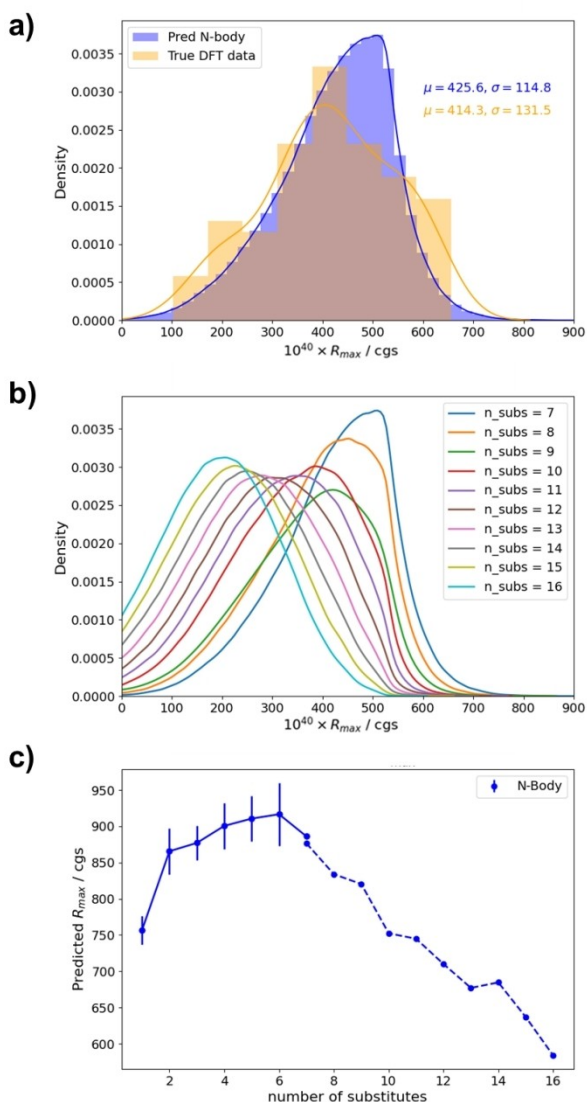 a)
Pred N-body
True DFT data
μ = 425.6, σ = 114.8
μ = 414.3, σ = 131.5
Density
0.0035
0.0030
0.0025
0.0020
0.0015
0.0010
0.0005
0.0000
0 100 200 300 400 500 600 700 800 900
10^40 × R_max / cgs
b)
n_subs = 7
n_subs = 8
n_subs = 9
n_subs = 10
n_subs = 11
n_subs = 12
n_subs = 13
n_subs = 14
n_subs = 15
n_subs = 16
Density
0.0035
0.0030
0.0025
0.0020
0.0015
0.0010
0.0005
0.0000
0 100 200 300 400 500 600 700 800 900
10^40 × R_max / cgs
c)
N-Body
Predicted R_max / cgs
950
900
850
800
750
700
650
600
2 4 6 8 10 12 14 16
number of substitutes